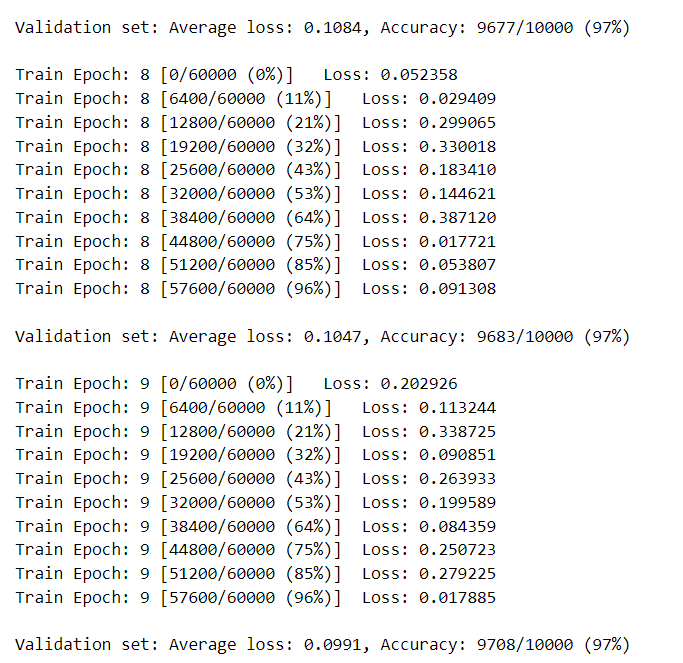 Validation set: Average loss: 0.1084, Accuracy: 9677/10000 (97%)
Train Epoch: 8 [0/60000 (0%)]   Loss: 0.052358
Train Epoch: 8 [6400/60000 (11%)]   Loss: 0.029409
Train Epoch: 8 [12800/60000 (21%)]  Loss: 0.299065
Train Epoch: 8 [19200/60000 (32%)]  Loss: 0.330018
Train Epoch: 8 [25600/60000 (43%)]  Loss: 0.183410
Train Epoch: 8 [32000/60000 (53%)]  Loss: 0.144621
Train Epoch: 8 [38400/60000 (64%)]  Loss: 0.387120
Train Epoch: 8 [44800/60000 (75%)]  Loss: 0.017721
Train Epoch: 8 [51200/60000 (85%)]  Loss: 0.053807
Train Epoch: 8 [57600/60000 (96%)]  Loss: 0.091308
Validation set: Average loss: 0.1047, Accuracy: 9683/10000 (97%)
Train Epoch: 9 [0/60000 (0%)]   Loss: 0.202926
Train Epoch: 9 [6400/60000 (11%)]   Loss: 0.113244
Train Epoch: 9 [12800/60000 (21%)]  Loss: 0.338725
Train Epoch: 9 [19200/60000 (32%)]  Loss: 0.090851
Train Epoch: 9 [25600/60000 (43%)]  Loss: 0.263933
Train Epoch: 9 [32000/60000 (53%)]  Loss: 0.199589
Train Epoch: 9 [38400/60000 (64%)]  Loss: 0.084359
Train Epoch: 9 [44800/60000 (75%)]  Loss: 0.250723
Train Epoch: 9 [51200/60000 (85%)]  Loss: 0.279225
Train Epoch: 9 [57600/60000 (96%)]  Loss: 0.017885
Validation set: Average loss: 0.0991, Accuracy: 9708/10000 (97%)